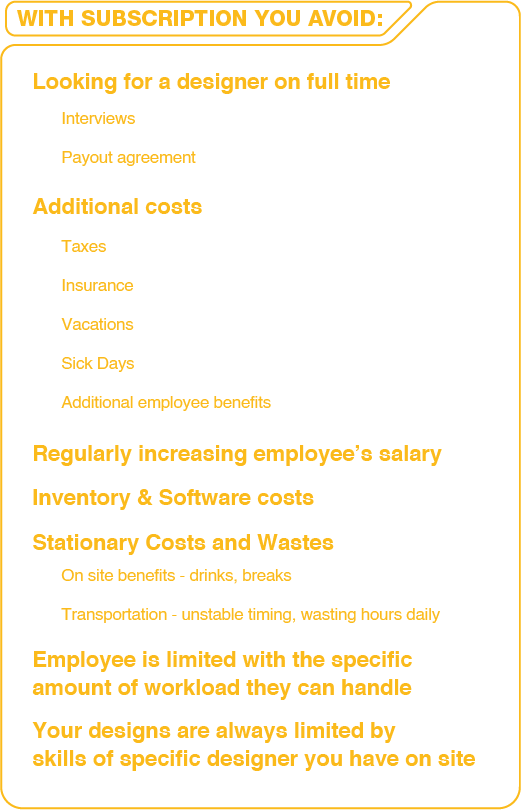 WITH SUBSCRIPTION YOU AVOID:
Looking for a designer on full time
Interviews
Payout agreement
Additional costs
Taxes
Insurance
Vacations
Sick Days
Additional employee benefits
Regularly increasing employee’s salary
Inventory & Software costs
Stationary Costs and Wastes
On site benefits - drinks, breaks
Transportation - unstable timing, wasting hours daily
Employee is limited with the specific
amount of workload they can handle
Your designs are always limited by
skills of specific designer you have on site